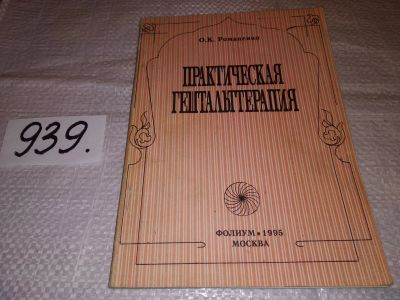 939.
О.К. Романенко
ПРАКТИЧЕСКАЯ
ГЕШТАЛЬТТЕРАПИЯ
ФОЛИУМ • 1995
МОСКВА